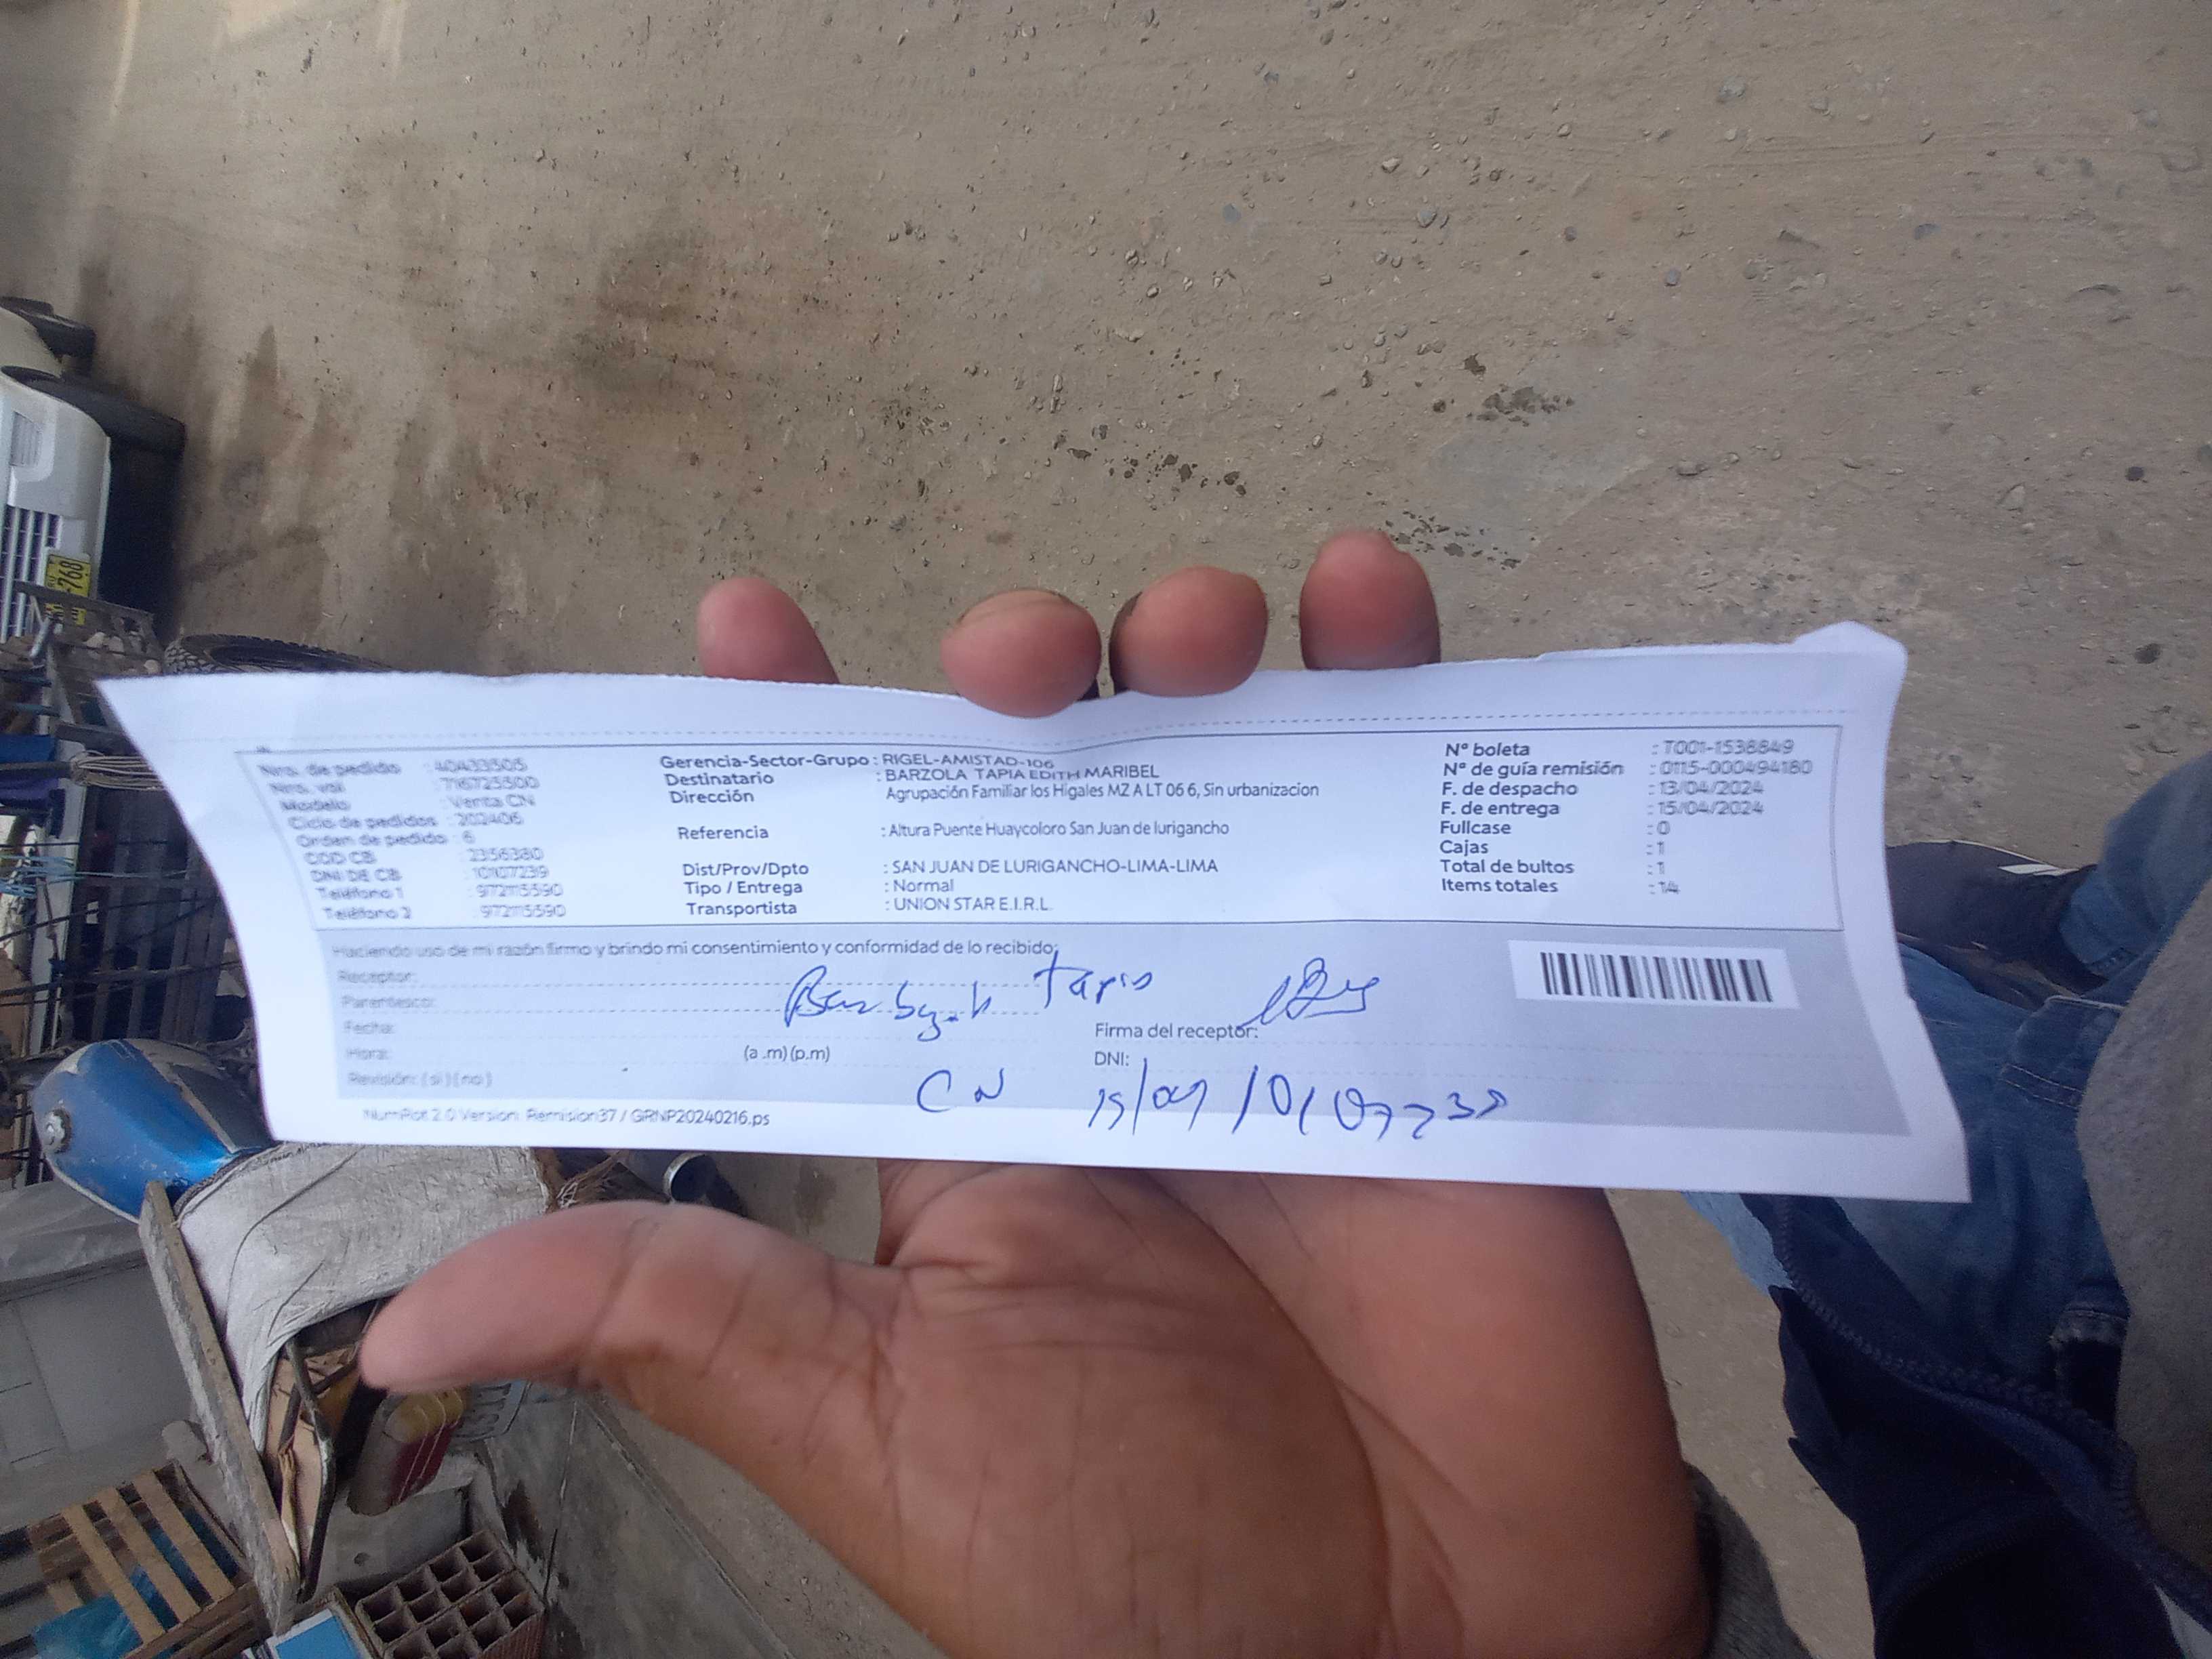 Nro. de pedido : 40433505
Nro. vol : 716725500
Modelo : Venta CN
Ciclo de pedidos : 202406
Orden de pedido : 6
COD CB : 2356380
DNI DE CB : 10107239
Teléfono 1 : 972115590
Teléfono 2 : 972115590
Gerencia-Sector-Grupo : RIGEL-AMISTAD-106
Destinatario : BARZOLA TAPIA EDITH MARIBEL
Dirección Agrupación Familiar los Higales MZ A LT 06 6, Sin urbanizacion
Referencia : Altura Puente Huaycoloro San Juan de lurigancho
Dist/Prov/Dpto : SAN JUAN DE LURIGANCHO-LIMA-LIMA
Tipo / Entrega : Normal
Transportista : UNION STAR E.I.R.L.
N° boleta : T001-1538849
N° de guía remisión : 0115-000494180
F. de despacho : 13/04/2024
F. de entrega : 15/04/2024
Fullcase : 0
Cajas : 1
Total de bultos : 1
Items totales : 14
Haciendo uso de mi razón firmo y brindo mi consentimiento y conformidad de lo recibido:
Receptor: Tapia
Parentesco:
Fecha:
Firma del receptor:
Hora: (a .m) (p.m)
DNI:
Revisión: ( si ) ( no )
CN 15/04
NumPlot 2.0 Version: Remision37 / GRNP20240216.ps
-768